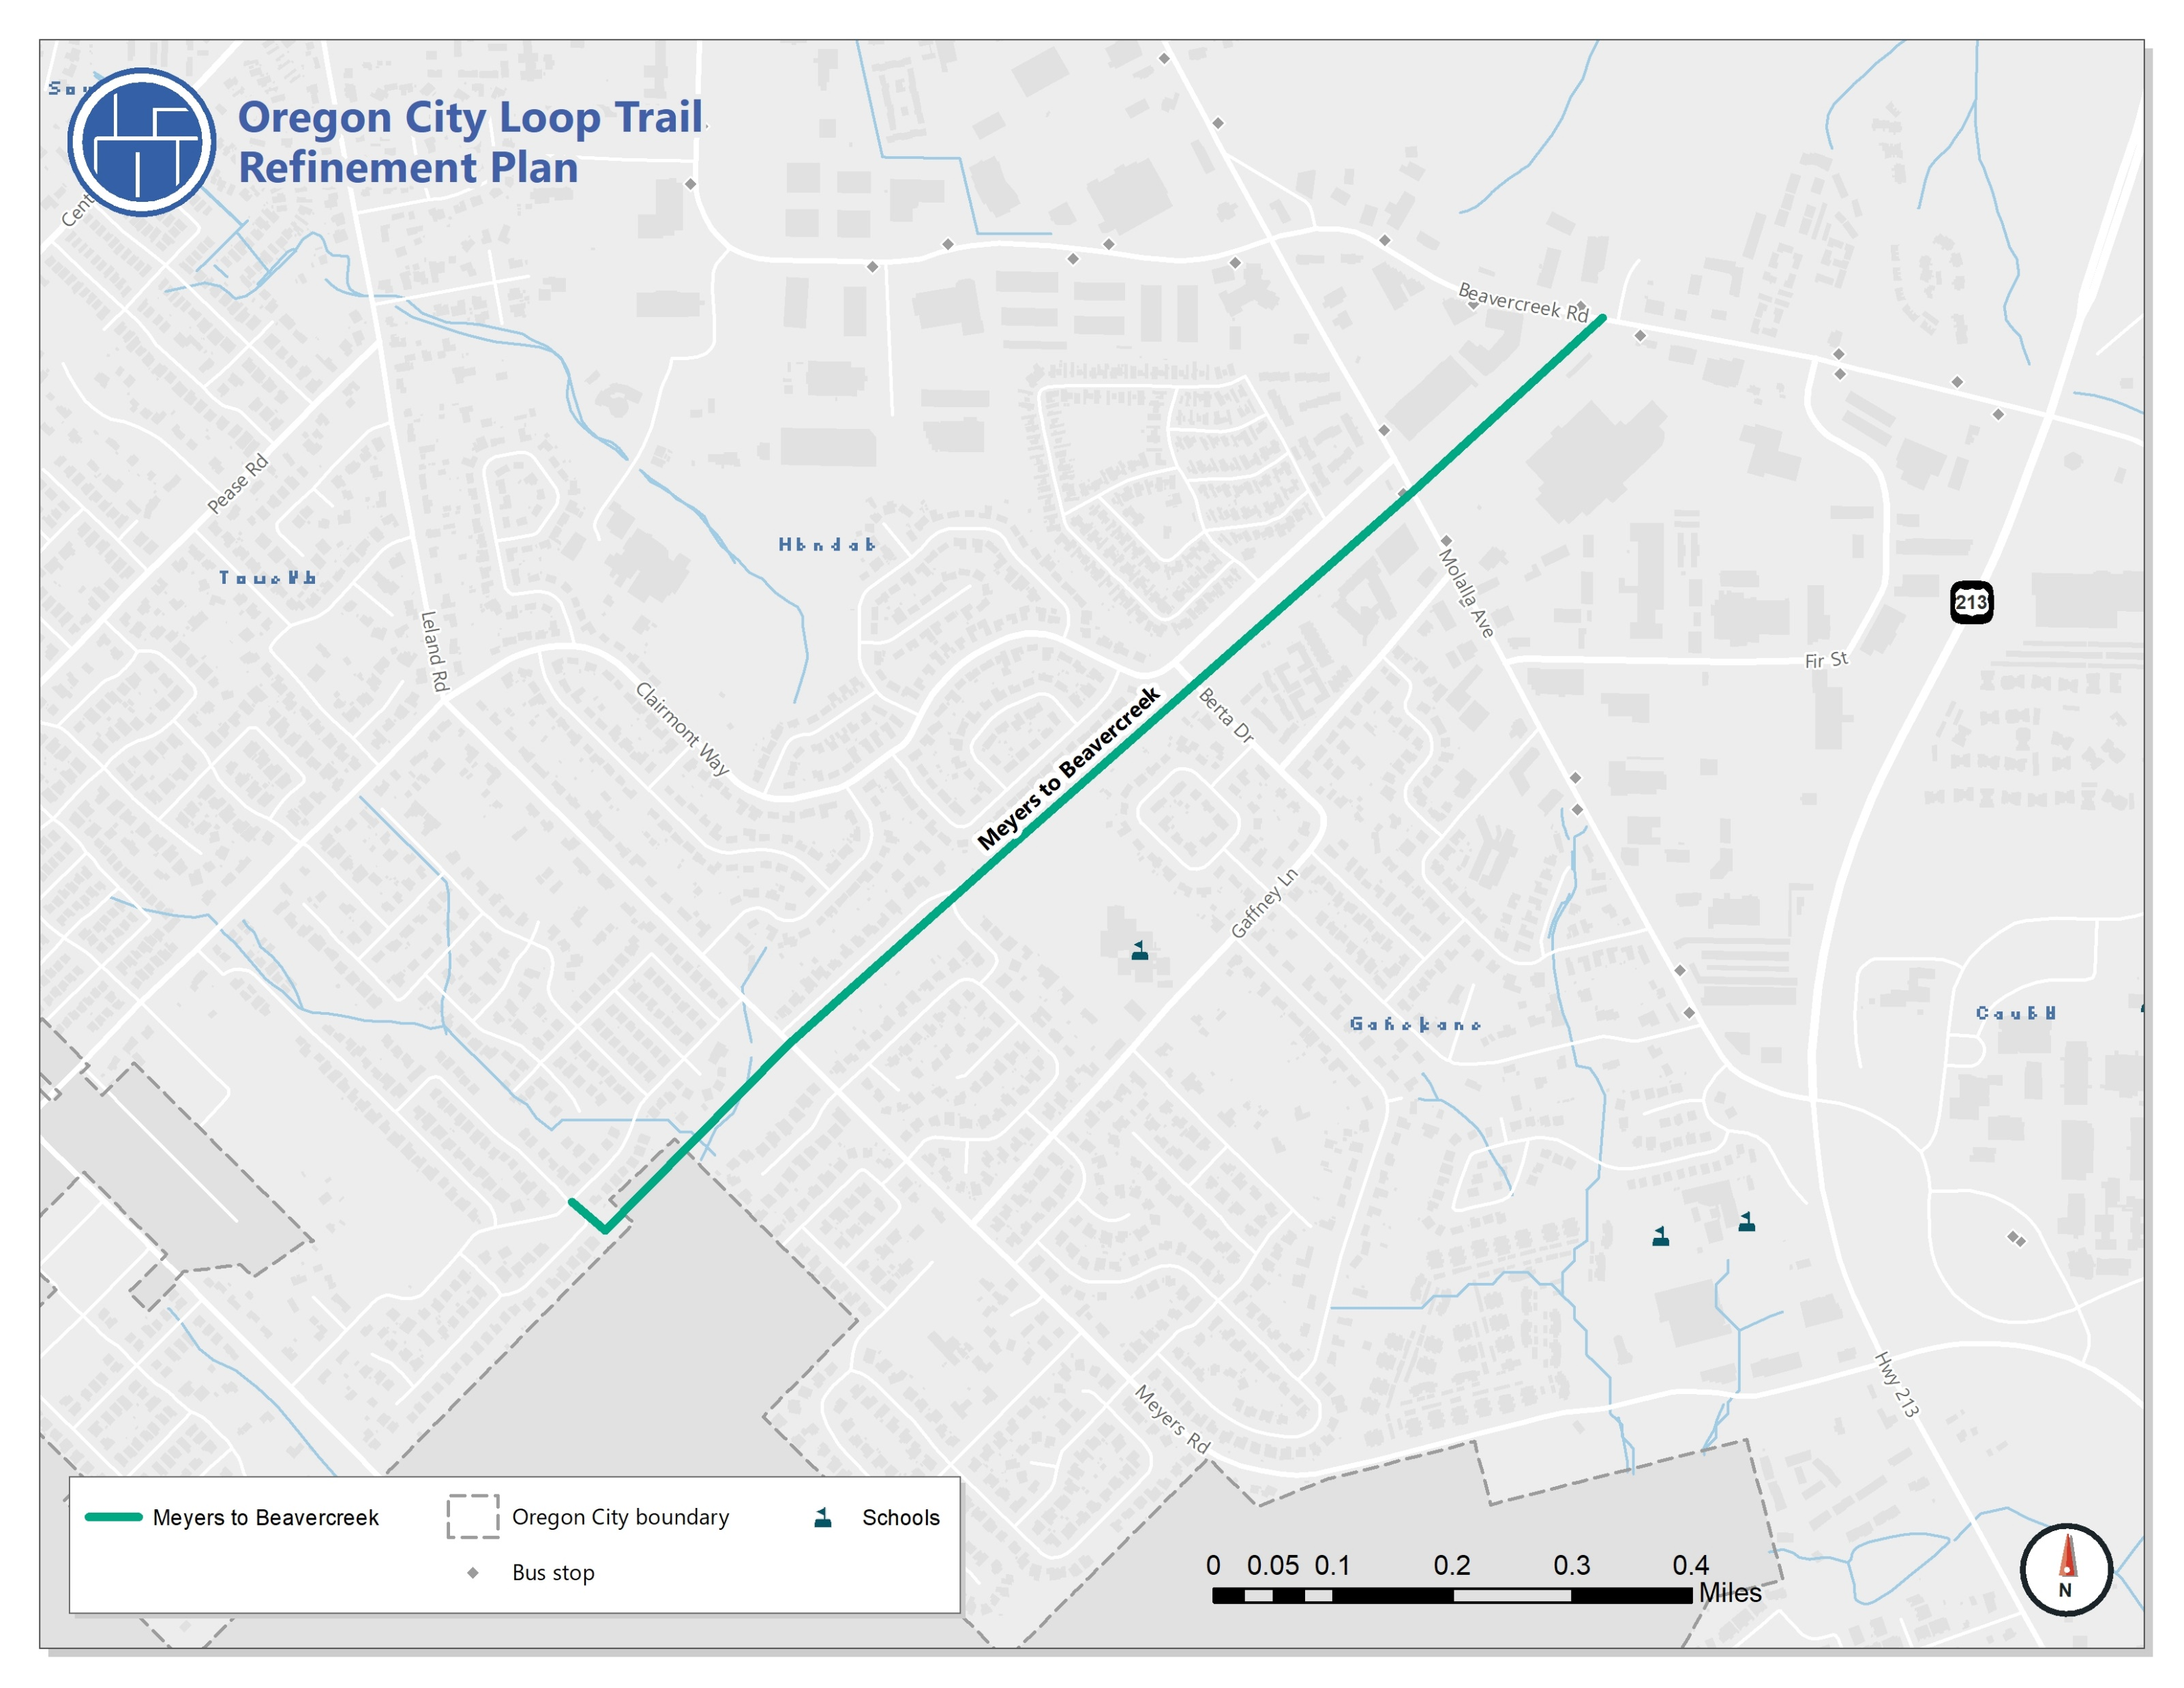 Oregon City Loop Trail
Refinement Plan
Beavercreek Rd
Pease Rd
Leland Rd
Molalla Ave
213
Fir St
Clairmont Way
Berta Dr
Meyers to Beavercreek
Gaffney Ln
Hwy 213
Meyers Rd
Meyers to Beavercreek
Oregon City boundary
Schools
Bus stop
0 0.05 0.1 0.2 0.3 0.4
Miles
N